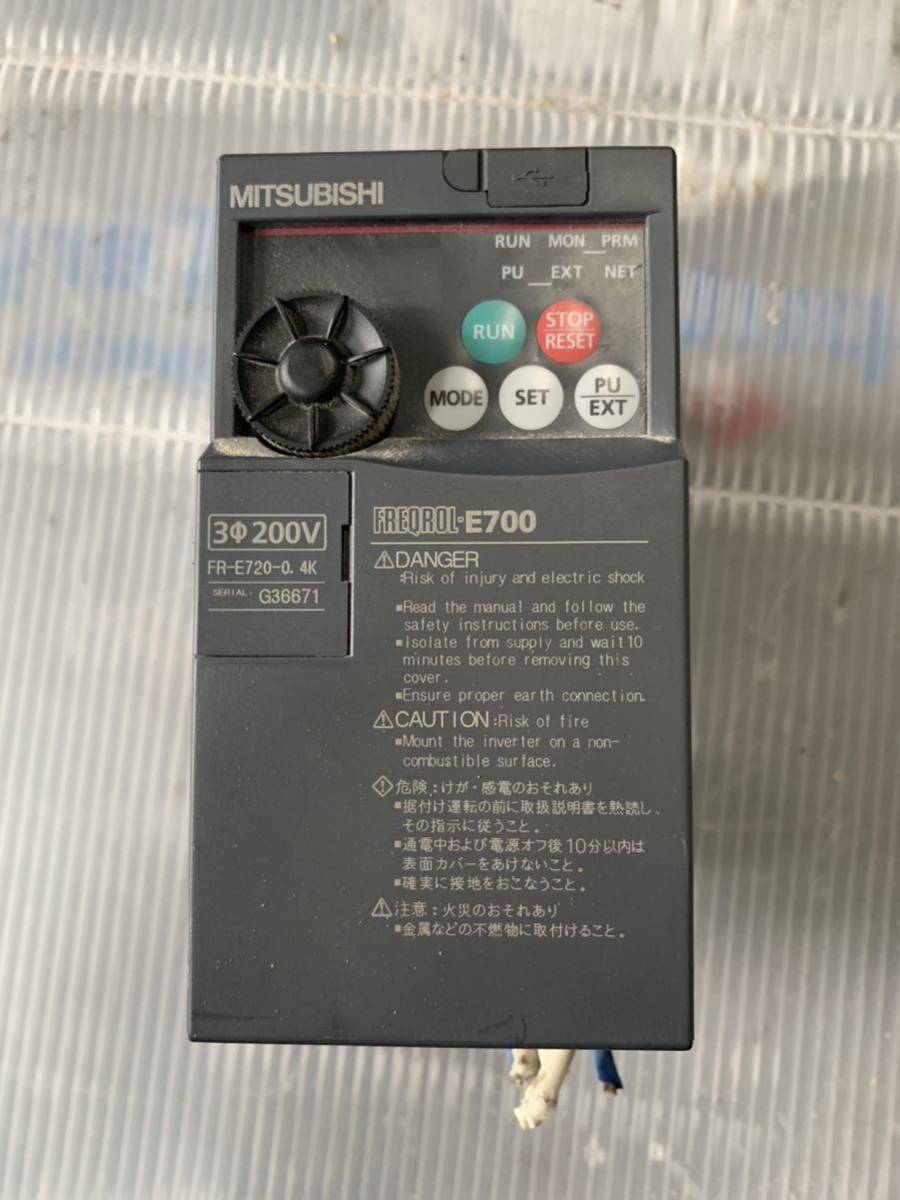 MITSUBISHI
RUN MON PRM
PU EXT NET
RUN
STOP
RESET
MODE
SET
PU
EXT
3Φ 200V
FR-E720-0.4K
SERIAL: G36671
FREQROL-E700
⚠DANGER
:Risk of injury and electric shock
■Read the manual and follow the
safety instructions before use.
■Isolate from supply and wait 10
minutes before removing this
cover.
■Ensure proper earth connection.
⚠CAUTION:Risk of fire
■Mount the inverter on a non-
combustible surface.
危険:けが・感電のおそれあり
■据付け運転の前に取扱説明書を熟読し、
その指示に従うこと。
■通電中および電源オフ後10分以内は
表面カバーをあけないこと。
■確実に接地をおこなうこと。
⚠注意:火災のおそれあり
■金属などの不燃物に取付けること。